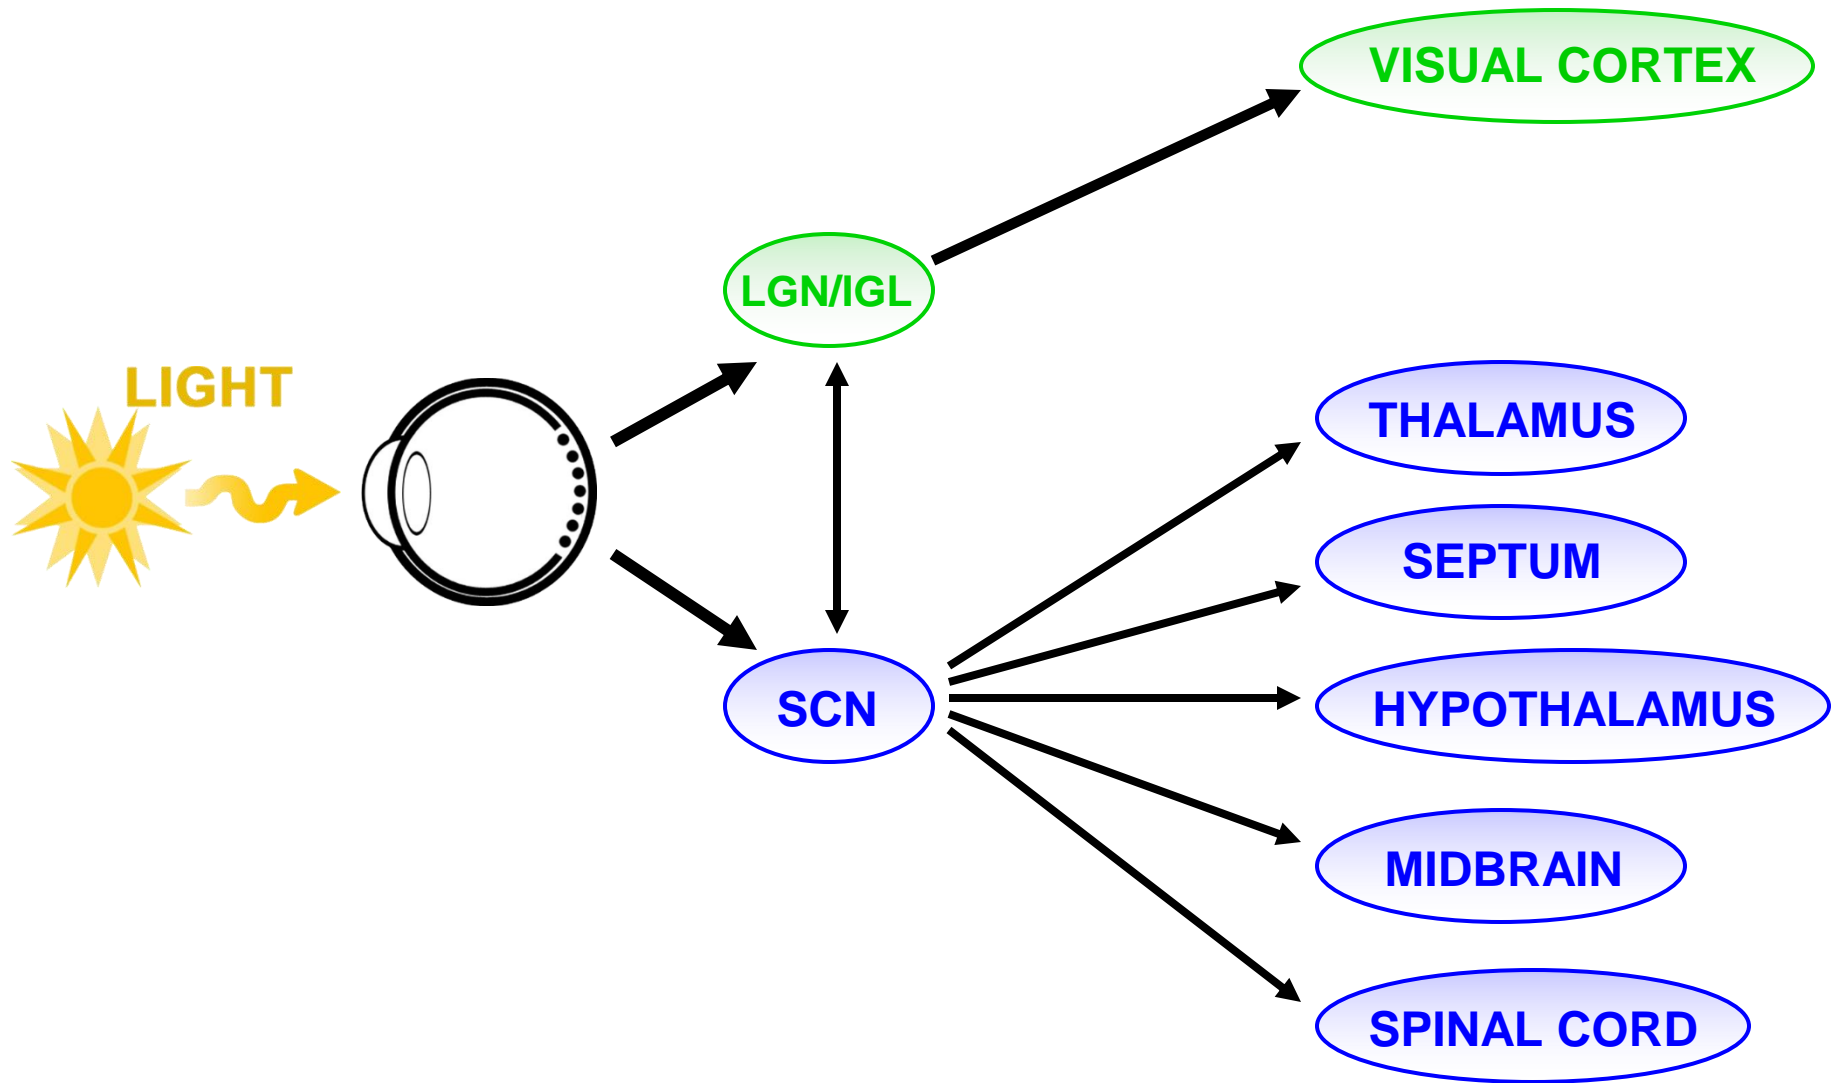 VISUAL CORTEX
LGN/IGL
LIGHT
THALAMUS
SEPTUM
SCN
HYPOTHALAMUS
MIDBRAIN
SPINAL CORD